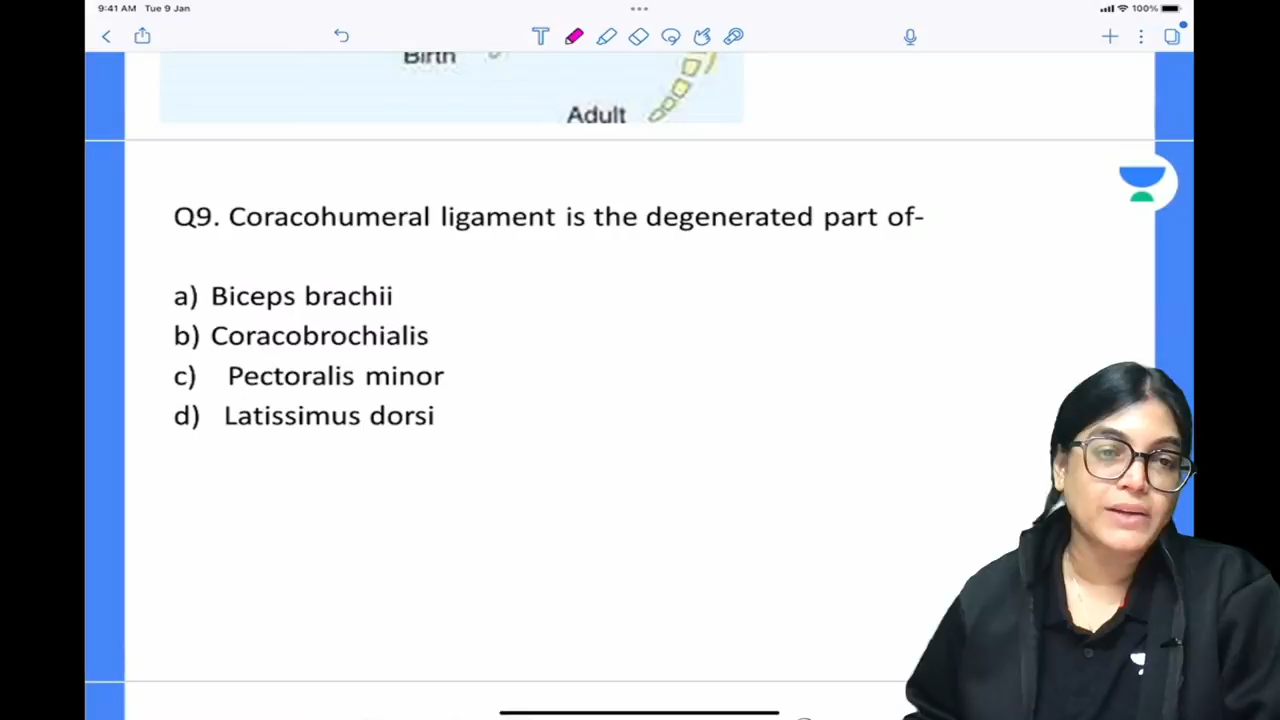 9:41 AM Tue 9 Jan
100%
Birth
Adult
Q9. Coracohumeral ligament is the degenerated part of-
a) Biceps brachii
b) Coracobrochialis
c) Pectoralis minor
d) Latissimus dorsi